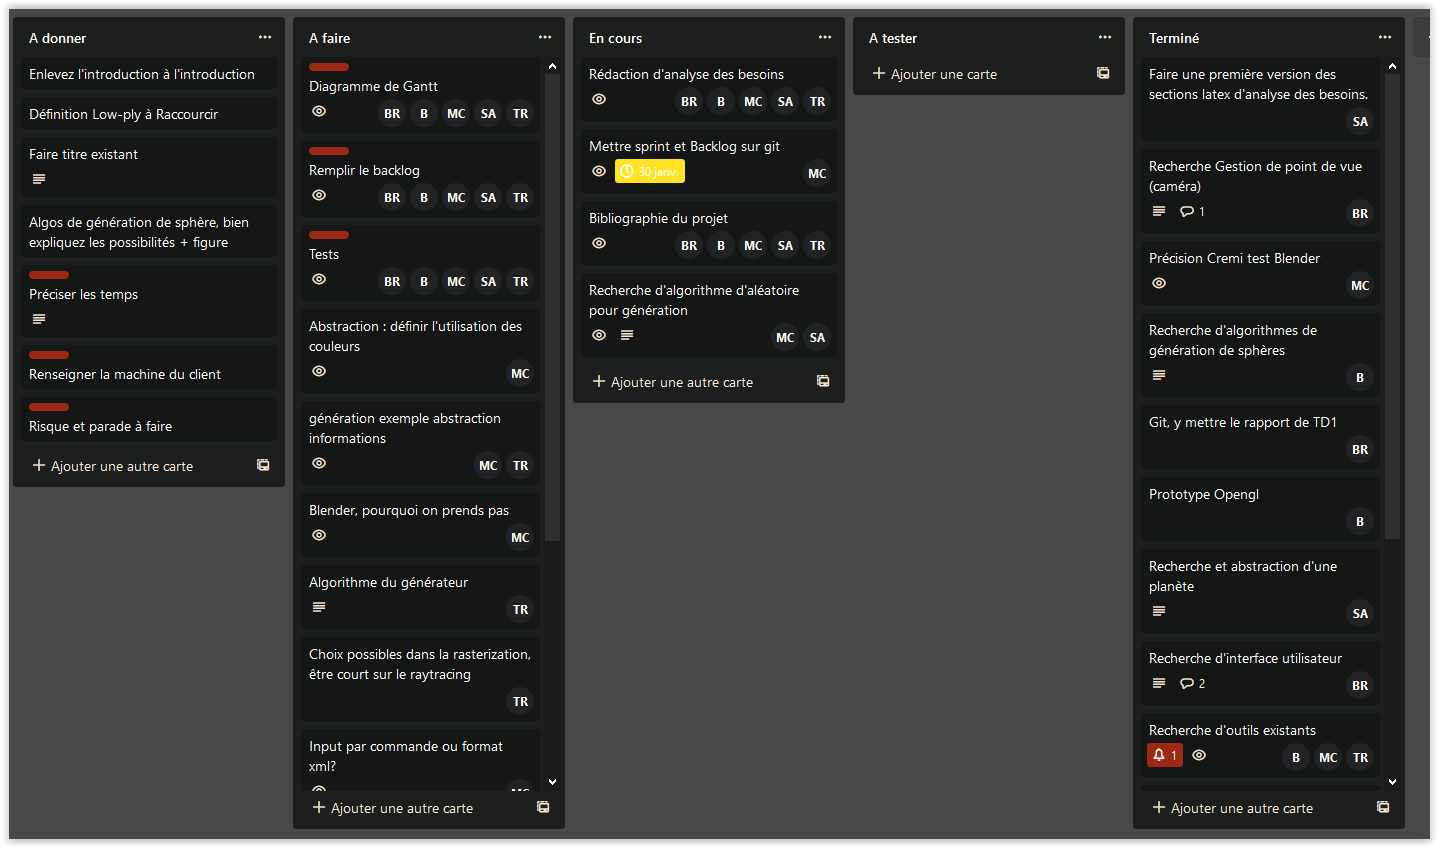 A donner
Enlevez l'introduction à l'introduction
Définition Low-ply à Raccourcir
Faire titre existant
Algos de génération de sphère, bien
expliquez les possibilités + figure
Préciser les temps
Renseigner la machine du client
Risque et parade à faire
Ajouter une autre carte
A faire
Diagramme de Gantt
BR B MC SA TR
Remplir le backlog
BR B MC SA TR
Tests
BR B MC SA TR
Abstraction : définir l'utilisation des
couleurs
MC
génération exemple abstraction
informations
MC TR
Blender, pourquoi on prends pas
MC
Algorithme du générateur
TR
Choix possibles dans la rasterization,
être court sur le raytracing
TR
Input par commande ou format
xml?
MC
Ajouter une autre carte
En cours
Rédaction d'analyse des besoins
BR B MC SA TR
Mettre sprint et Backlog sur git
30 janv.
MC
Bibliographie du projet
BR B MC SA TR
Recherche d'algorithme d'aléatoire
pour génération
MC SA
Ajouter une autre carte
A tester
Ajouter une carte
Terminé
Faire une première version des
sections latex d'analyse des besoins.
SA
Recherche Gestion de point de vue
(caméra)
1
BR
Précision Cremi test Blender
MC
Recherche d'algorithmes de
génération de sphères
B
Git, y mettre le rapport de TD1
BR
Prototype Opengl
B
Recherche et abstraction d'une
planète
SA
Recherche d'interface utilisateur
2
BR
Recherche d'outils existants
1
B MC TR
Ajouter une autre carte